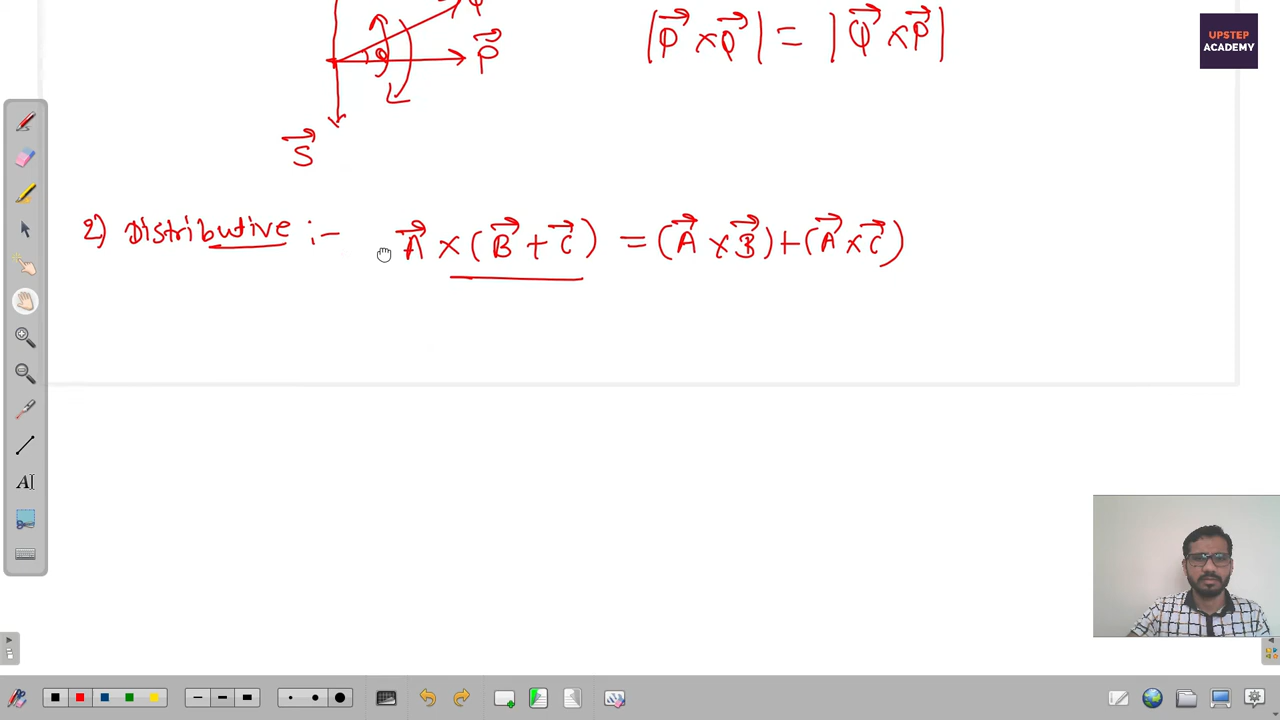 UPSTEP
ACADEMY
|P⃗ × Q⃗| = |Q⃗ × P⃗|
θ
P⃗
S⃗
2) Distributive :- A⃗ × (B⃗ + C⃗) = (A⃗ × B⃗) + (A⃗ × C⃗)
A